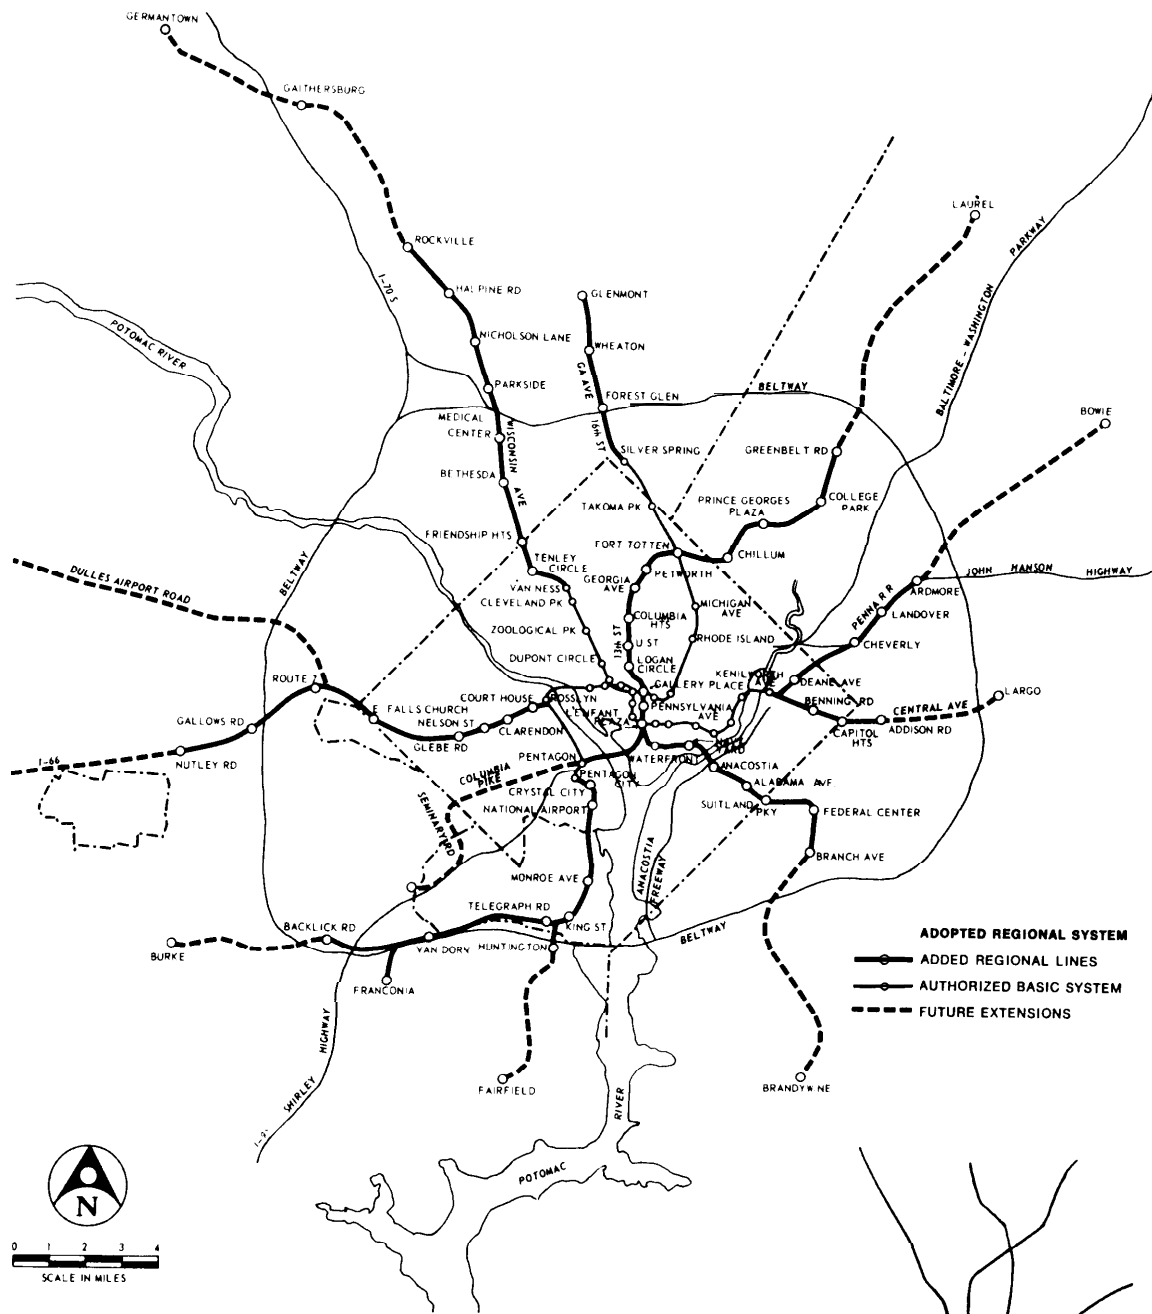 GERMANTOWN
GAITHERSBURG
LAUREL
PARKWAY
ROCKVILLE
I-70 S
HALPINE RD
GLENMONT
BALTIMORE - WASHINGTON
POTOMAC RIVER
NICHOLSON LANE
WHEATON
GA AVE
PARKSIDE
FOREST GLEN
BELTWAY
BOWIE
MEDICAL
CENTER
WISCONSIN AVE
16th ST
SILVER SPRING
GREENBELT RD
BETHESDA
PRINCE GEORGES
PLAZA
COLLEGE
PARK
TAKOMA PK
FRIENDSHIP HTS
FORT TOTTEN
CHILLUM
BELTWAY
DULLES AIRPORT ROAD
TENLEY
CIRCLE
PETWORTH
GEORGIA
AVE
JOHN HANSON HIGHWAY
ARDMORE
PENNA R R
VAN NESS
CLEVELAND PK
MICHIGAN
AVE
LANDOVER
COLUMBIA
HTS
ZOOLOGICAL PK
13th ST
U ST
RHODE ISLAND
CHEVERLY
DUPONT CIRCLE
LOGAN
CIRCLE
KENILWORTH
AVE
DEANE AVE
ROUTE 7
GALLERY PLACE
COURT HOUSE
ROSSLYN
LARGO
E FALLS CHURCH
L'ENFANT
PLAZA
PENNSYLVANIA
AVE
BENNING RD
CENTRAL AVE
NELSON ST
GALLOWS RD
CLARENDON
CAPITOL
HTS
ADDISON RD
GLEBE RD
NAVY
YARD
I-66
NUTLEY RD
PENTAGON
WATERFRONT
ANACOSTIA
COLUMBIA
PIKE
PENTAGON
CITY
CRYSTAL CITY
ALABAMA AVE
NATIONAL AIRPORT
SUITLAND
PKY
FEDERAL CENTER
SEMINARY RD
BRANCH AVE
ANACOSTIA
FREEWAY
MONROE AVE
TELEGRAPH RD
KING ST
BACKLICK RD
BELTWAY
BURKE
VAN DORN
HUNTINGTON
FRANCONIA
ADOPTED REGIONAL SYSTEM
ADDED REGIONAL LINES
AUTHORIZED BASIC SYSTEM
FUTURE EXTENSIONS
SHIRLEY HIGHWAY
FAIRFIELD
BRANDYWINE
POTOMAC RIVER
N
0 1 2 3 4
SCALE IN MILES